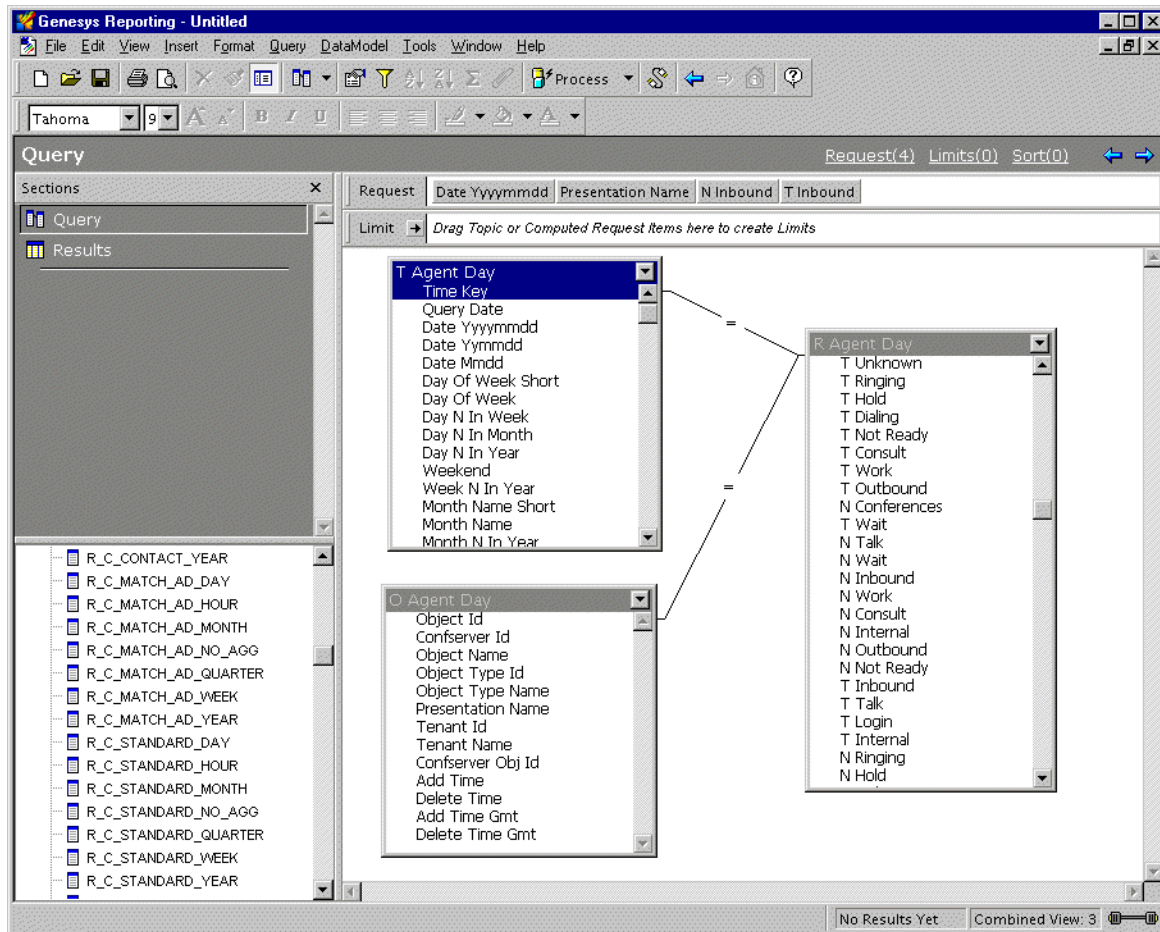 Genesys Reporting - Untitled
File Edit View Insert Format Query DataModel Tools Window Help
Process
Tahoma 9 B I U A
Query Request(4) Limits(0) Sort(0)
Sections
Query
Results
Request Date Yyyymmdd Presentation Name N Inbound T Inbound
Limit Drag Topic or Computed Request Items here to create Limits
T Agent Day
Time Key
Query Date
Date Yyyymmdd
Date Yymmdd
Date Mmdd
Day Of Week Short
Day Of Week
Day N In Week
Day N In Month
Day N In Year
Weekend
Week N In Year
Month Name Short
Month Name
Month N In Year
=
=
O Agent Day
Object Id
Confserver Id
Object Name
Object Type Id
Object Type Name
Presentation Name
Tenant Id
Tenant Name
Confserver Obj Id
Add Time
Delete Time
Add Time Gmt
Delete Time Gmt
R Agent Day
T Unknown
T Ringing
T Hold
T Dialing
T Not Ready
T Consult
T Work
T Outbound
N Conferences
T Wait
N Talk
N Wait
N Inbound
N Work
N Consult
N Internal
N Outbound
N Not Ready
T Inbound
T Talk
T Login
T Internal
N Ringing
N Hold
R_C_CONTACT_YEAR
R_C_MATCH_AD_DAY
R_C_MATCH_AD_HOUR
R_C_MATCH_AD_MONTH
R_C_MATCH_AD_NO_AGG
R_C_MATCH_AD_QUARTER
R_C_MATCH_AD_WEEK
R_C_MATCH_AD_YEAR
R_C_STANDARD_DAY
R_C_STANDARD_HOUR
R_C_STANDARD_MONTH
R_C_STANDARD_NO_AGG
R_C_STANDARD_QUARTER
R_C_STANDARD_WEEK
R_C_STANDARD_YEAR
No Results Yet Combined View: 3